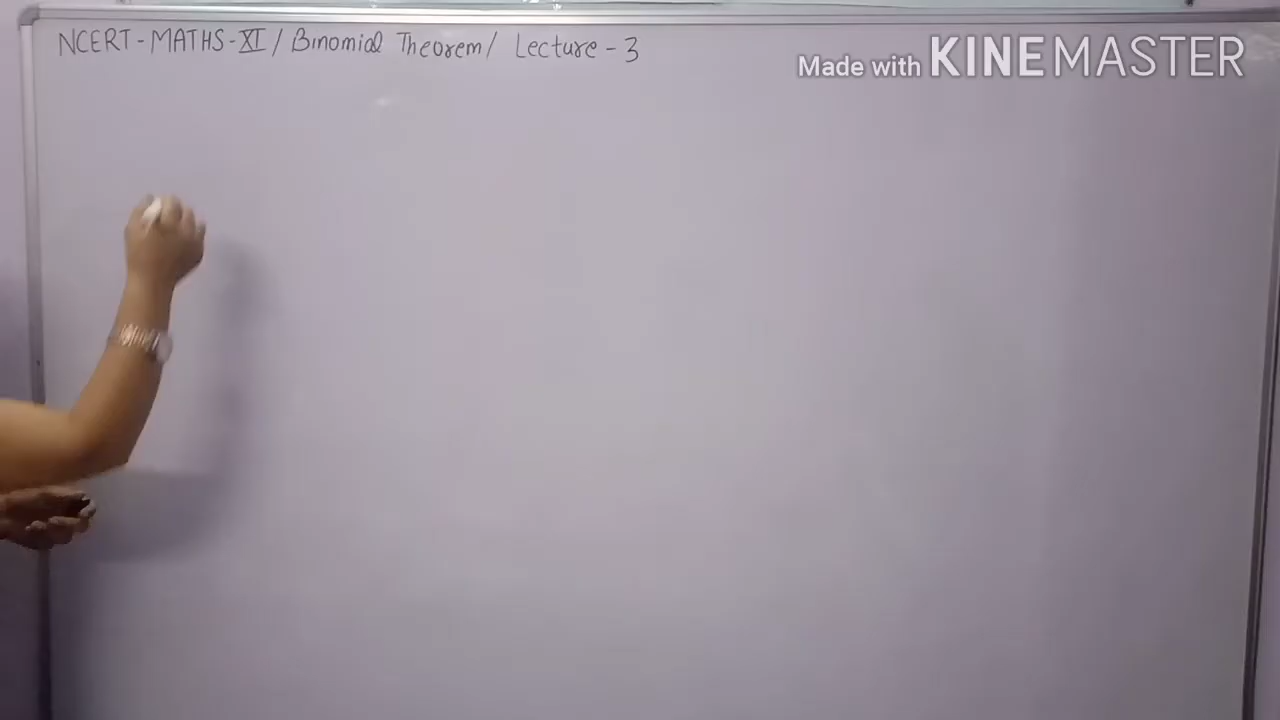 NCERT - MATHS - XI / Binomial Theorem / Lecture - 3
Made with KINEMASTER